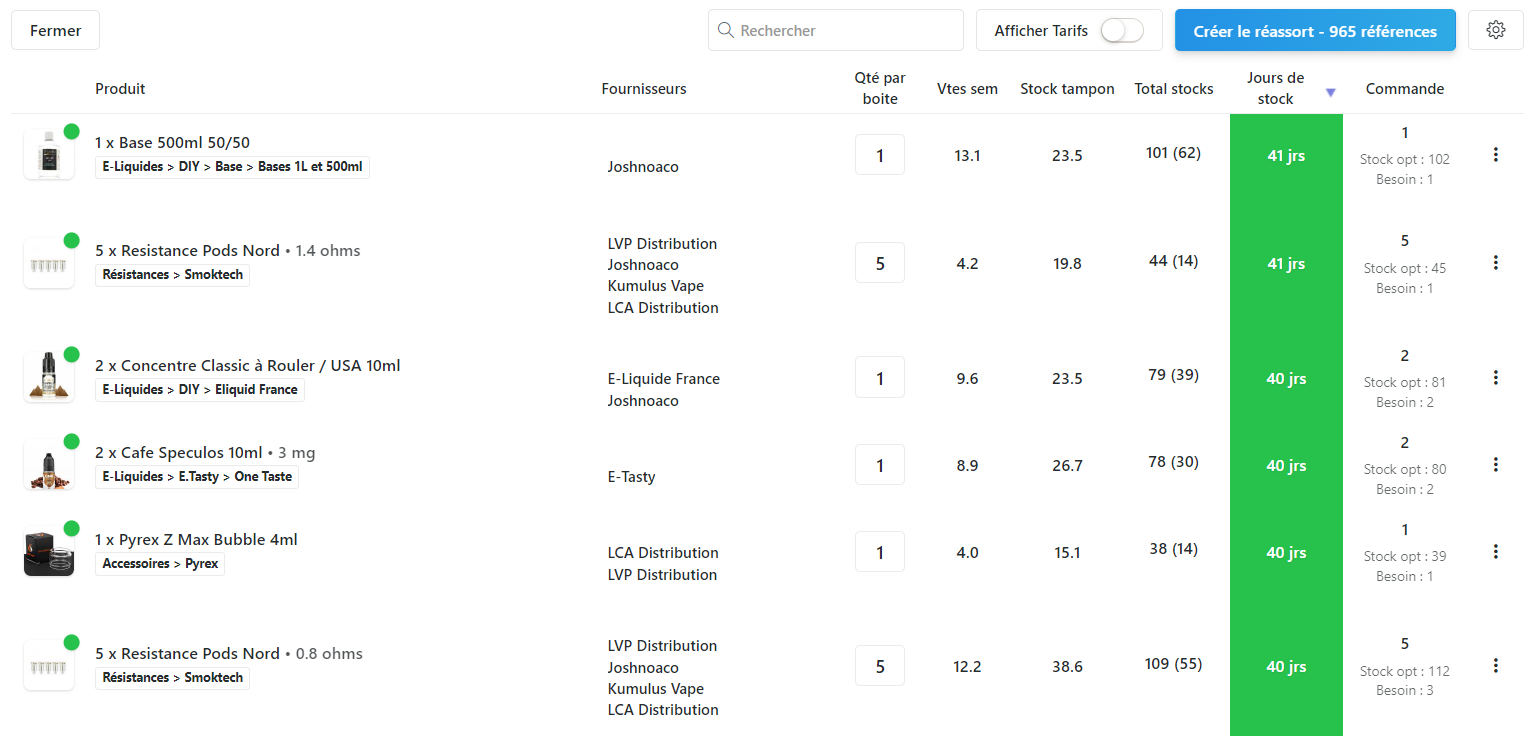 Fermer
Rechercher
Afficher Tarifs
Créer le réassort - 965 références
Produit
Fournisseurs
Qté par
boite
Vtes sem
Stock tampon
Total stocks
Jours de
stock
Commande
1 x Base 500ml 50/50
E-Liquides > DIY > Base > Bases 1L et 500ml
Joshnoaco
1
13.1
23.5
101 (62)
41 jrs
1
Stock opt : 102
Besoin : 1
5 x Resistance Pods Nord • 1.4 ohms
Résistances > Smoktech
LVP Distribution
Joshnoaco
Kumulus Vape
LCA Distribution
5
4.2
19.8
44 (14)
41 jrs
5
Stock opt : 45
Besoin : 1
2 x Concentre Classic à Rouler / USA 10ml
E-Liquides > DIY > Eliquid France
E-Liquide France
Joshnoaco
1
9.6
23.5
79 (39)
40 jrs
2
Stock opt : 81
Besoin : 2
2 x Cafe Speculos 10ml • 3 mg
E-Liquides > E.Tasty > One Taste
E-Tasty
1
8.9
26.7
78 (30)
40 jrs
2
Stock opt : 80
Besoin : 2
1 x Pyrex Z Max Bubble 4ml
Accessoires > Pyrex
LCA Distribution
LVP Distribution
1
4.0
15.1
38 (14)
40 jrs
1
Stock opt : 39
Besoin : 1
5 x Resistance Pods Nord • 0.8 ohms
Résistances > Smoktech
LVP Distribution
Joshnoaco
Kumulus Vape
LCA Distribution
5
12.2
38.6
109 (55)
40 jrs
5
Stock opt : 112
Besoin : 3